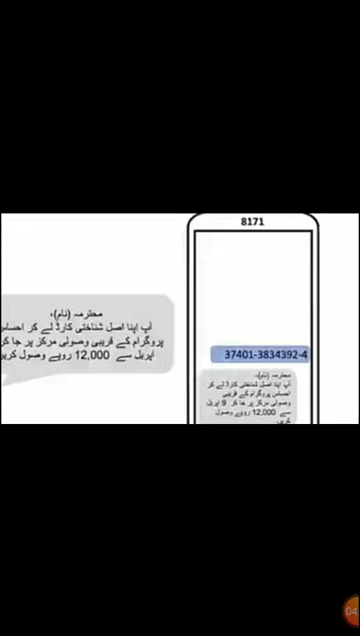 8171
محترمہ (نام)،
آپ اپنا اصل شناختی کارڈ لے کر احساس
پروگرام کے قریبی وصولی مرکز پر جا کر
اپریل سے 12,000 روپے وصول کریں
37401-3834392-4
محترمہ (نام)،
آپ اپنا اصل شناختی کارڈ لے کر
احساس پروگرام کے قریبی
وصولی مرکز پر جا کر 9 اپریل
سے 12,000 روپے وصول
کریں
04